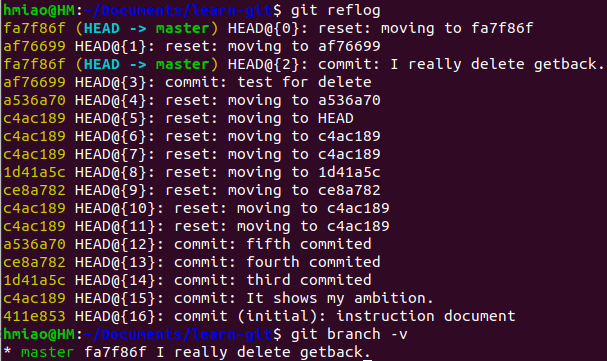 hmiao@HM:~/Documents/learn-git$ git reflog
fa7f86f (HEAD -> master) HEAD@{0}: reset: moving to fa7f86f
af76699 HEAD@{1}: reset: moving to af76699
fa7f86f (HEAD -> master) HEAD@{2}: commit: I really delete getback.
af76699 HEAD@{3}: commit: test for delete
a536a70 HEAD@{4}: reset: moving to a536a70
c4ac189 HEAD@{5}: reset: moving to HEAD
c4ac189 HEAD@{6}: reset: moving to c4ac189
c4ac189 HEAD@{7}: reset: moving to c4ac189
1d41a5c HEAD@{8}: reset: moving to 1d41a5c
ce8a782 HEAD@{9}: reset: moving to ce8a782
c4ac189 HEAD@{10}: reset: moving to c4ac189
c4ac189 HEAD@{11}: reset: moving to c4ac189
a536a70 HEAD@{12}: commit: fifth commited
ce8a782 HEAD@{13}: commit: fourth commited
1d41a5c HEAD@{14}: commit: third commited
c4ac189 HEAD@{15}: commit: It shows my ambition.
411e853 HEAD@{16}: commit (initial): instruction document
hmiao@HM:~/Documents/learn-git$ git branch -v
* master fa7f86f I really delete getback.